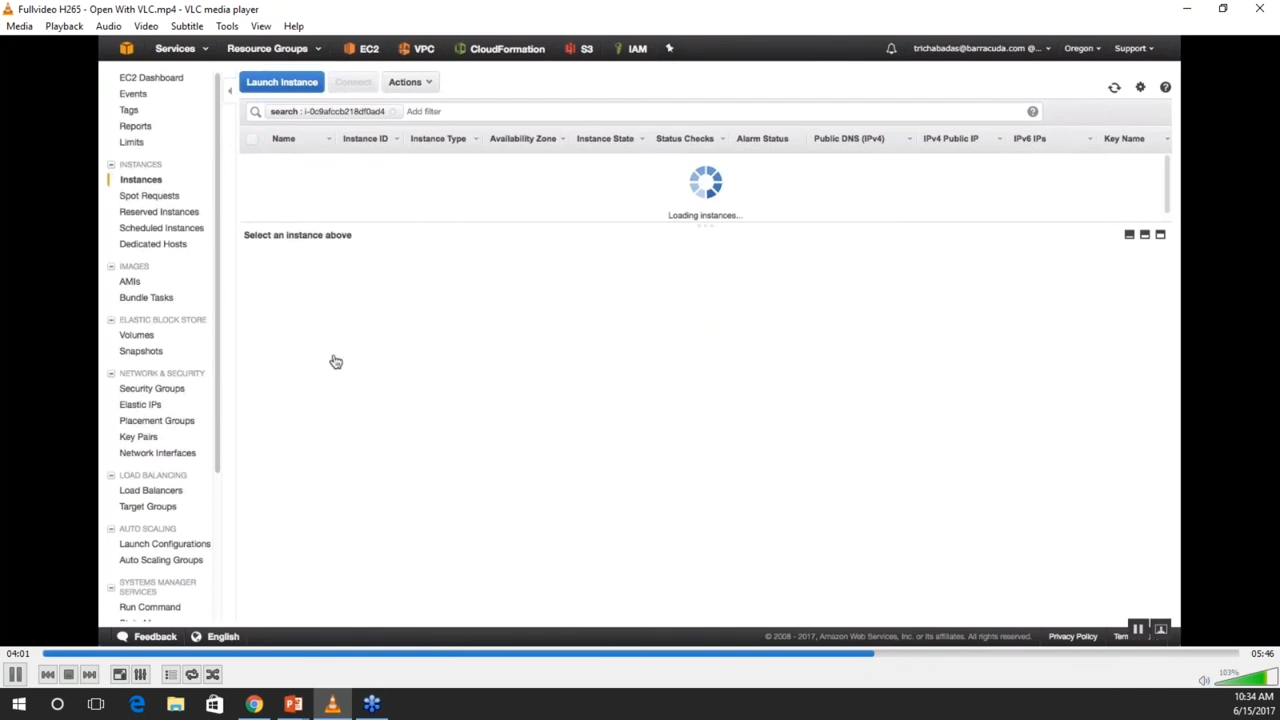 Fullvideo H265 - Open With VLC.mp4 - VLC media player
Media Playback Audio Video Subtitle Tools View Help
Services Resource Groups EC2 VPC CloudFormation S3 IAM trichabadas@barracuda.com @... Oregon Support
EC2 Dashboard
Events
Tags
Reports
Limits
INSTANCES
Instances
Spot Requests
Reserved Instances
Scheduled Instances
Dedicated Hosts
IMAGES
AMIs
Bundle Tasks
ELASTIC BLOCK STORE
Volumes
Snapshots
NETWORK & SECURITY
Security Groups
Elastic IPs
Placement Groups
Key Pairs
Network Interfaces
LOAD BALANCING
Load Balancers
Target Groups
AUTO SCALING
Launch Configurations
Auto Scaling Groups
SYSTEMS MANAGER
SERVICES
Run Command
Launch Instance Connect Actions
search : i-0c9afccb218df0ad4 Add filter
Name Instance ID Instance Type Availability Zone Instance State Status Checks Alarm Status Public DNS (IPv4) IPv4 Public IP IPv6 IPs Key Name
Loading instances...
Select an instance above
Feedback English © 2008 - 2017, Amazon Web Services, Inc. or its affiliates. All rights reserved. Privacy Policy
04:01 05:46
103%
10:34 AM
6/15/2017